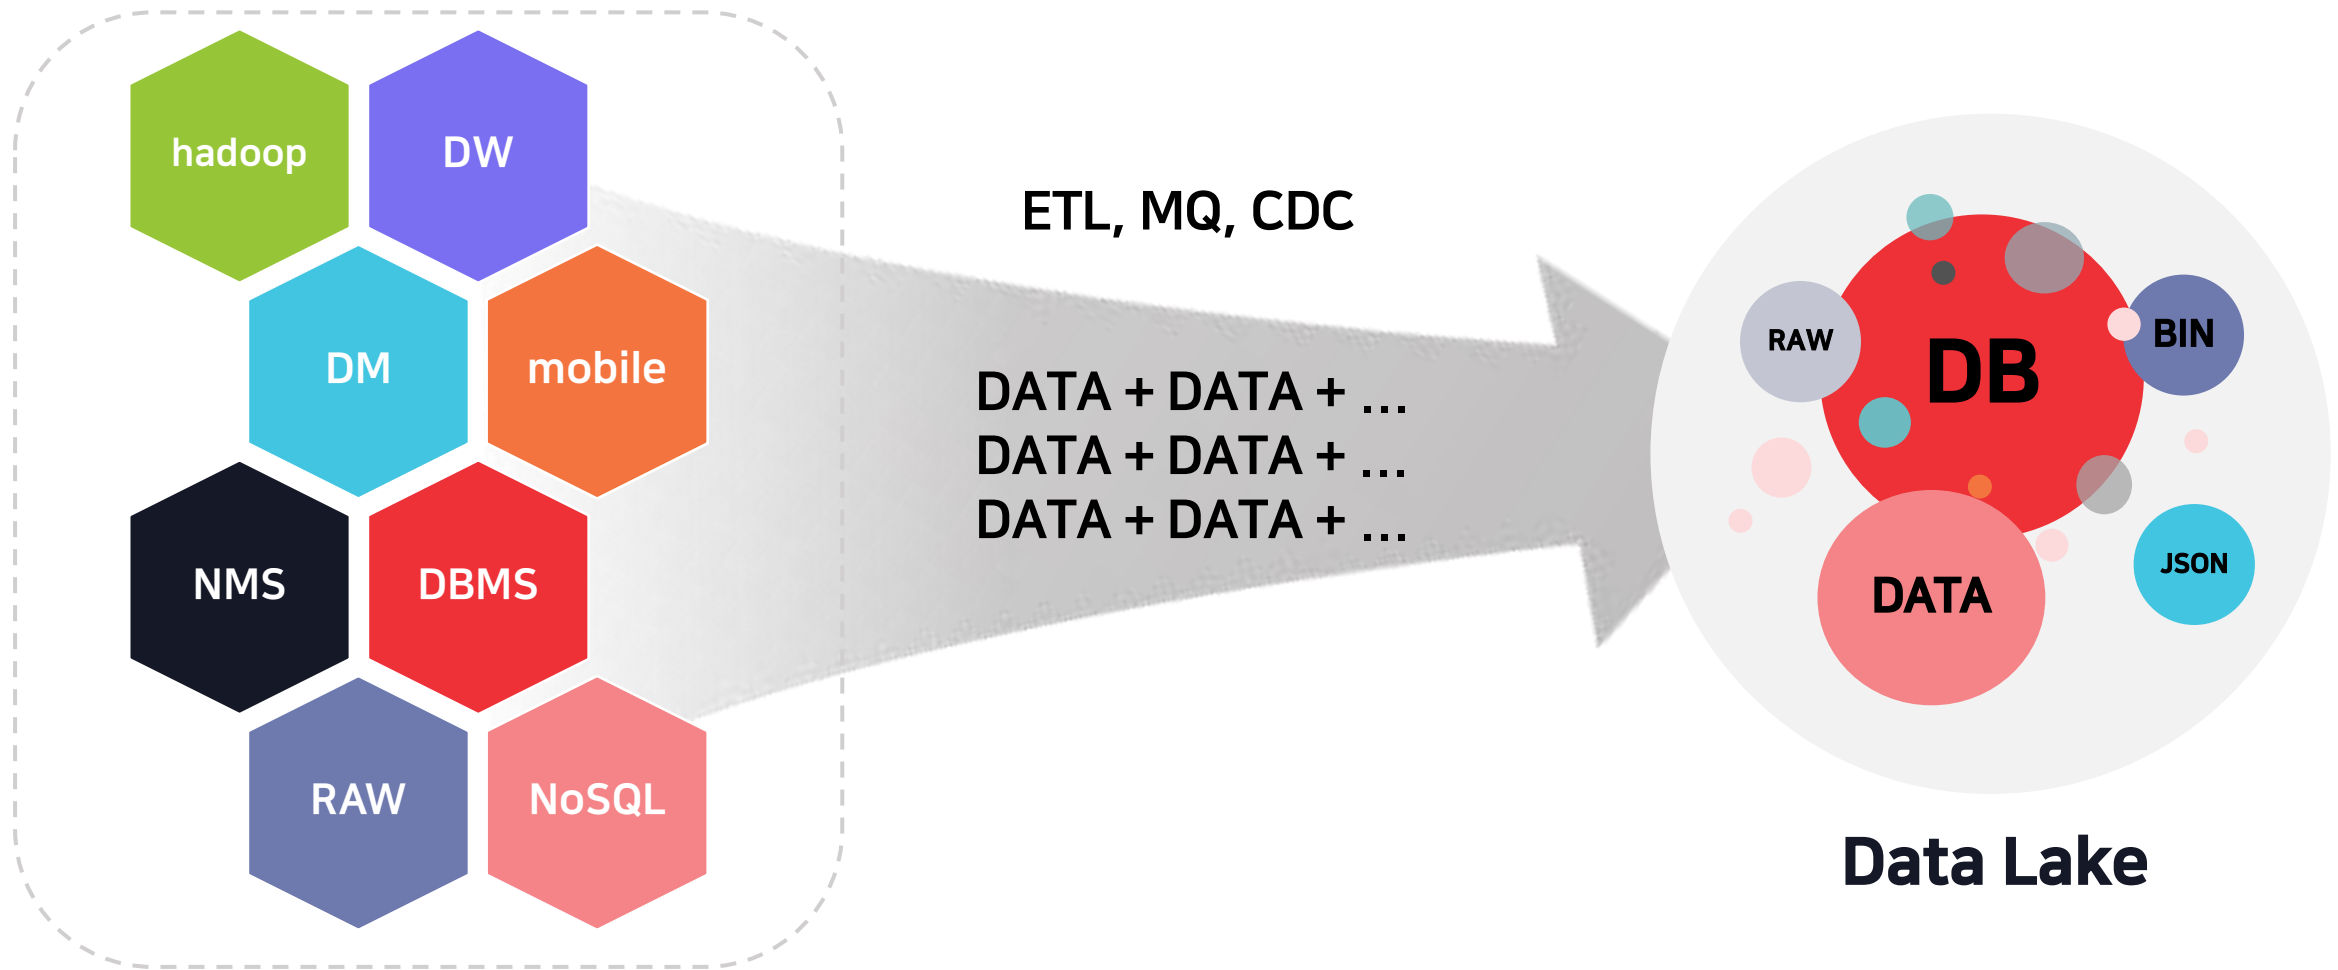 hadoop
DW
DM
mobile
NMS
DBMS
RAW
NoSQL
ETL, MQ, CDC
DATA + DATA + ...
DATA + DATA + ...
DATA + DATA + ...
RAW
DB
BIN
DATA
JSON
Data Lake